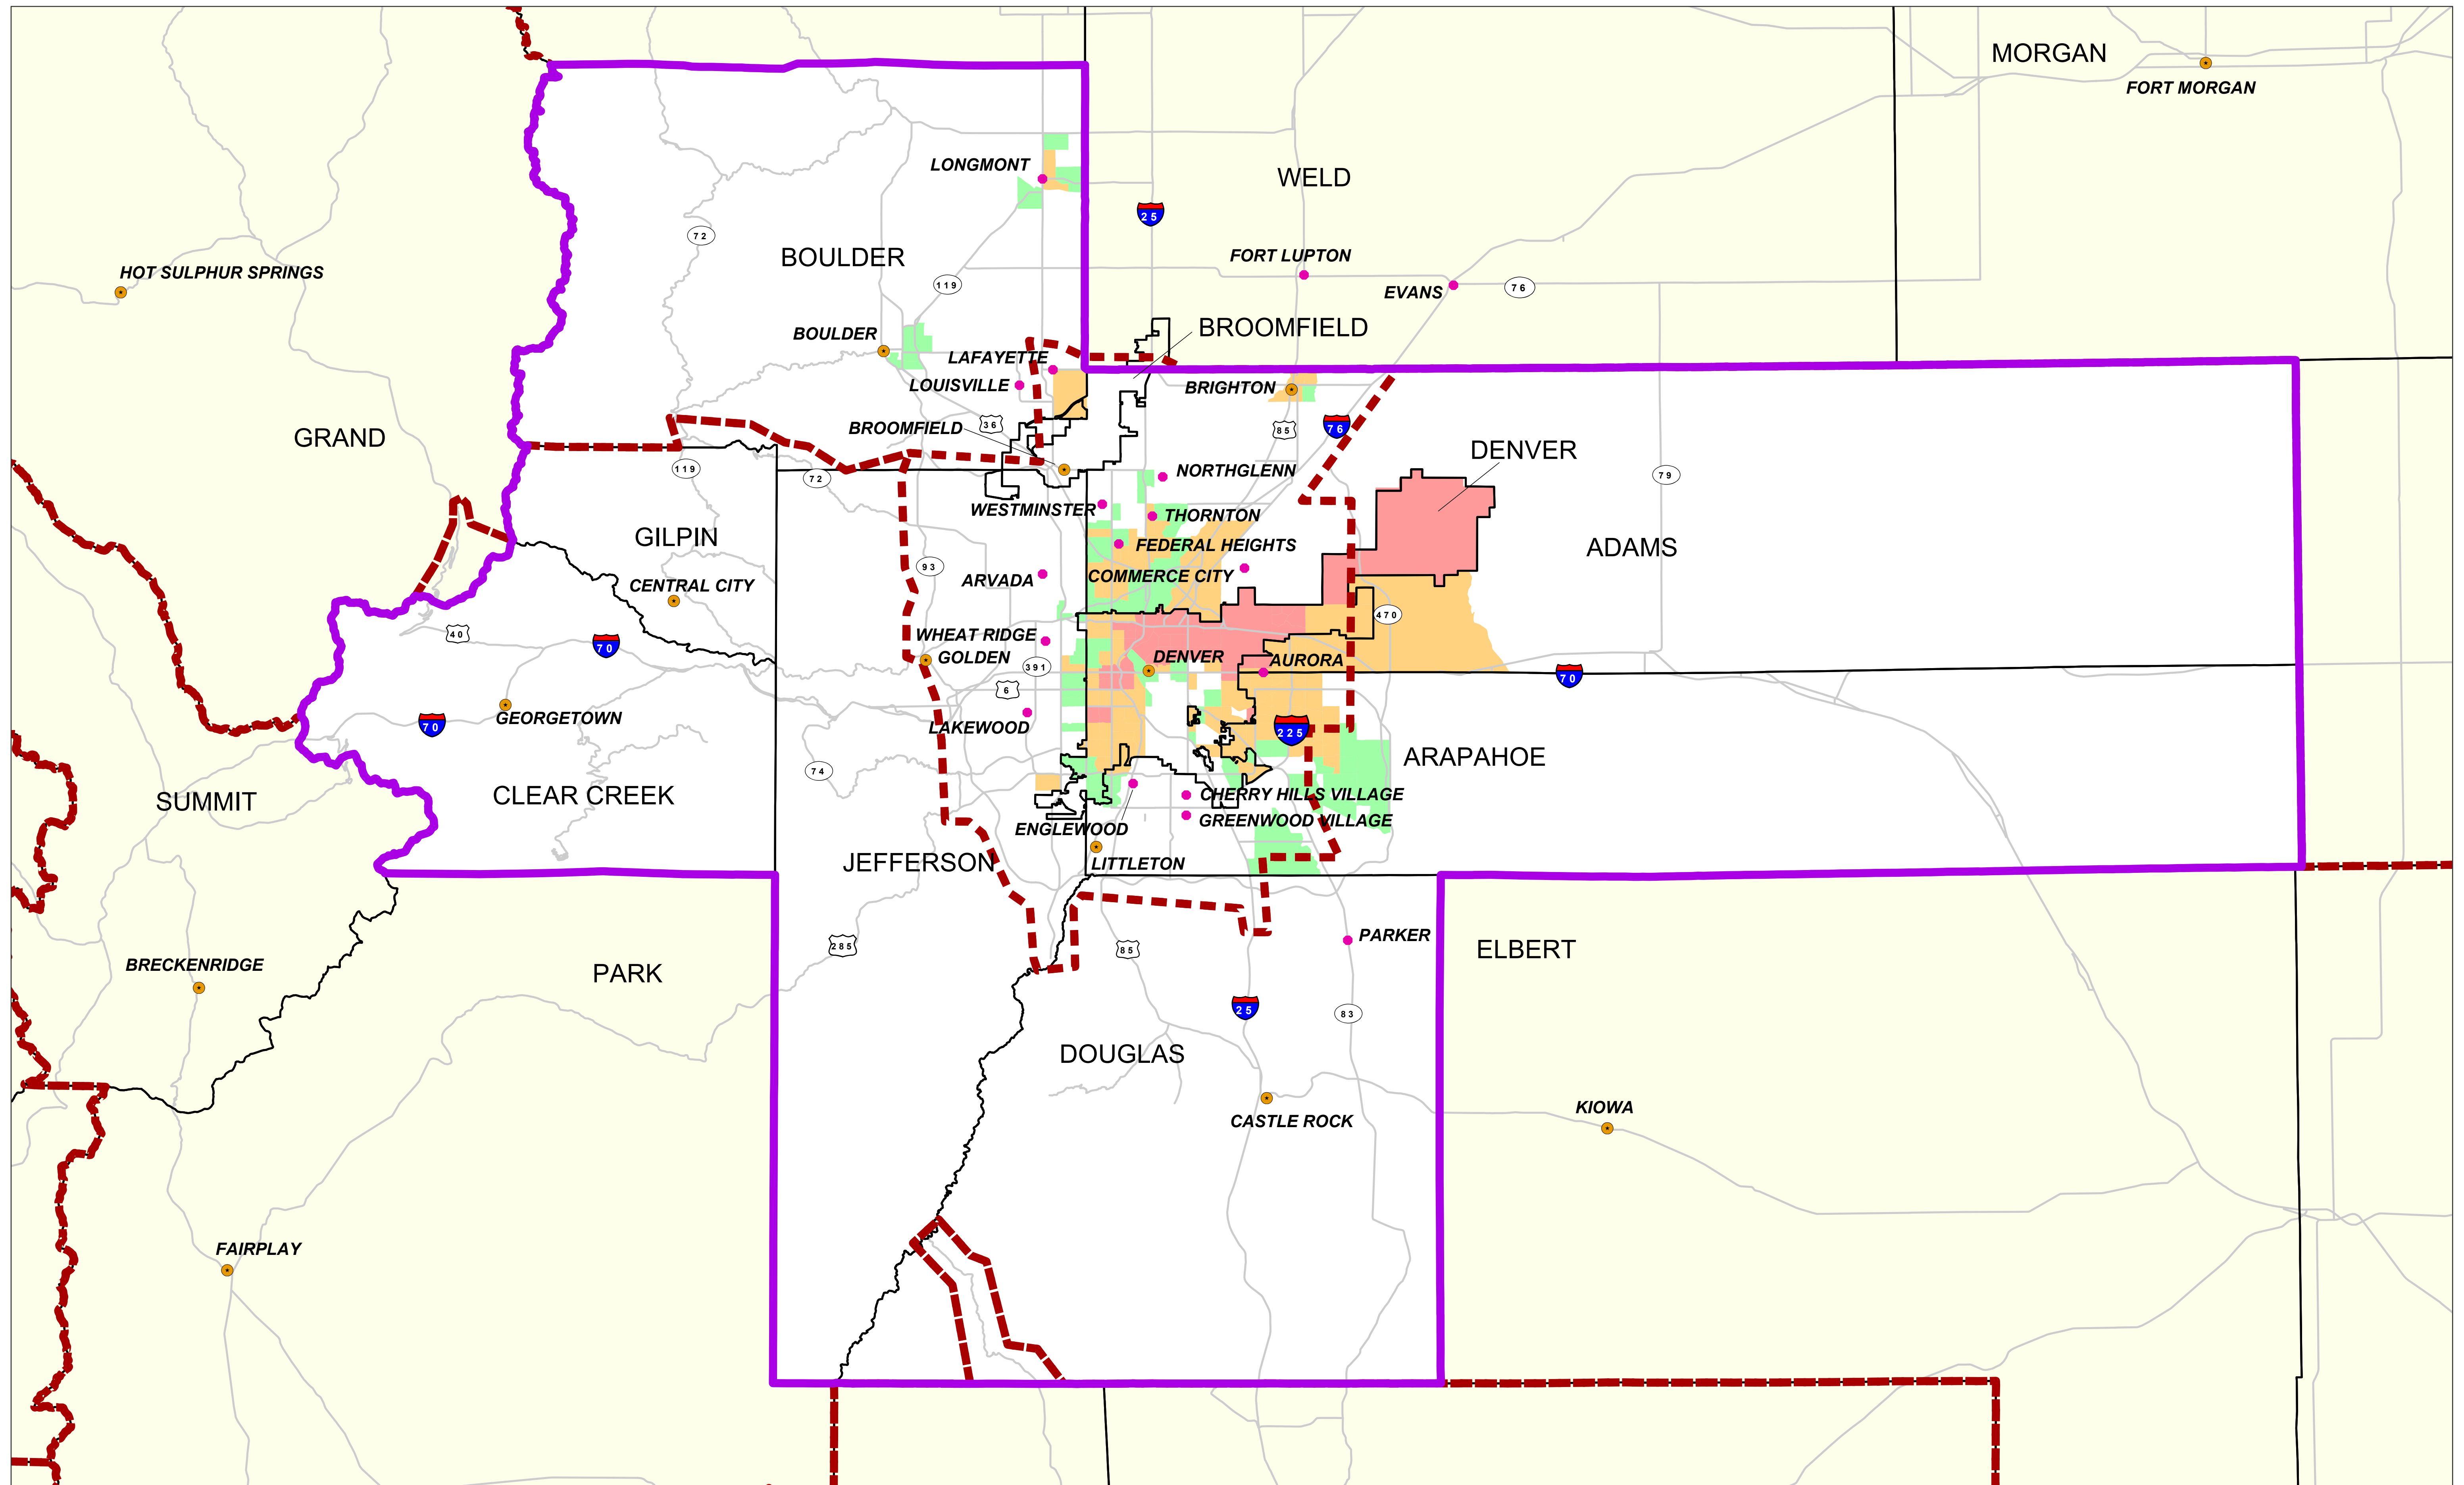 MORGAN
FORT MORGAN
LONGMONT
WELD
25
72
BOULDER
FORT LUPTON
HOT SULPHUR SPRINGS
119
EVANS
76
BROOMFIELD
BOULDER
LAFAYETTE
LOUISVILLE
BRIGHTON
36
BROOMFIELD
85
76
GRAND
DENVER
119
72
NORTHGLENN
79
WESTMINSTER
THORNTON
GILPIN
FEDERAL HEIGHTS
ADAMS
93
ARVADA
COMMERCE CITY
CENTRAL CITY
470
40
70
WHEAT RIDGE
GOLDEN
391
DENVER
AURORA
70
6
GEORGETOWN
70
LAKEWOOD
225
ARAPAHOE
74
SUMMIT
CLEAR CREEK
CHERRY HILLS VILLAGE
GREENWOOD VILLAGE
ENGLEWOOD
JEFFERSON
LITTLETON
285
85
PARKER
ELBERT
BRECKENRIDGE
PARK
25
83
DOUGLAS
CASTLE ROCK
KIOWA
FAIRPLAY